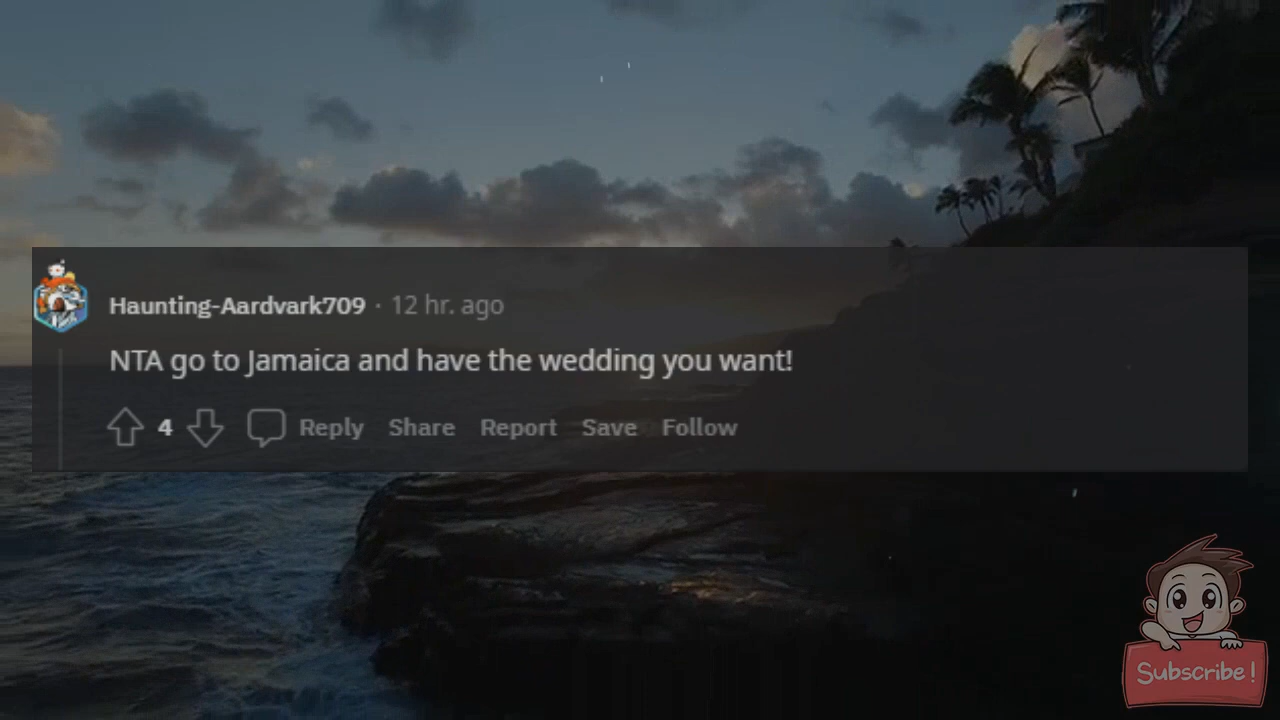 Haunting-Aardvark709 · 12 hr. ago
NTA go to Jamaica and have the wedding you want!
4 Reply Share Report Save Follow
Subscribe!